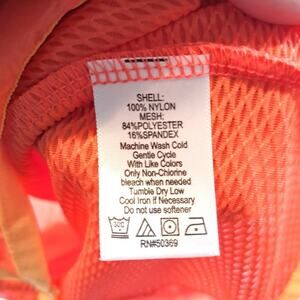 SHELL:
100% NYLON
MESH:
84%POLYESTER
16%SPANDEX
Machine Wash Cold
Gentle Cycle
With Like Colors
Only Non-Chlorine
bleach when needed
Tumble Dry Low
Cool Iron if Necessary
Do not use softener
30C
RN#50369